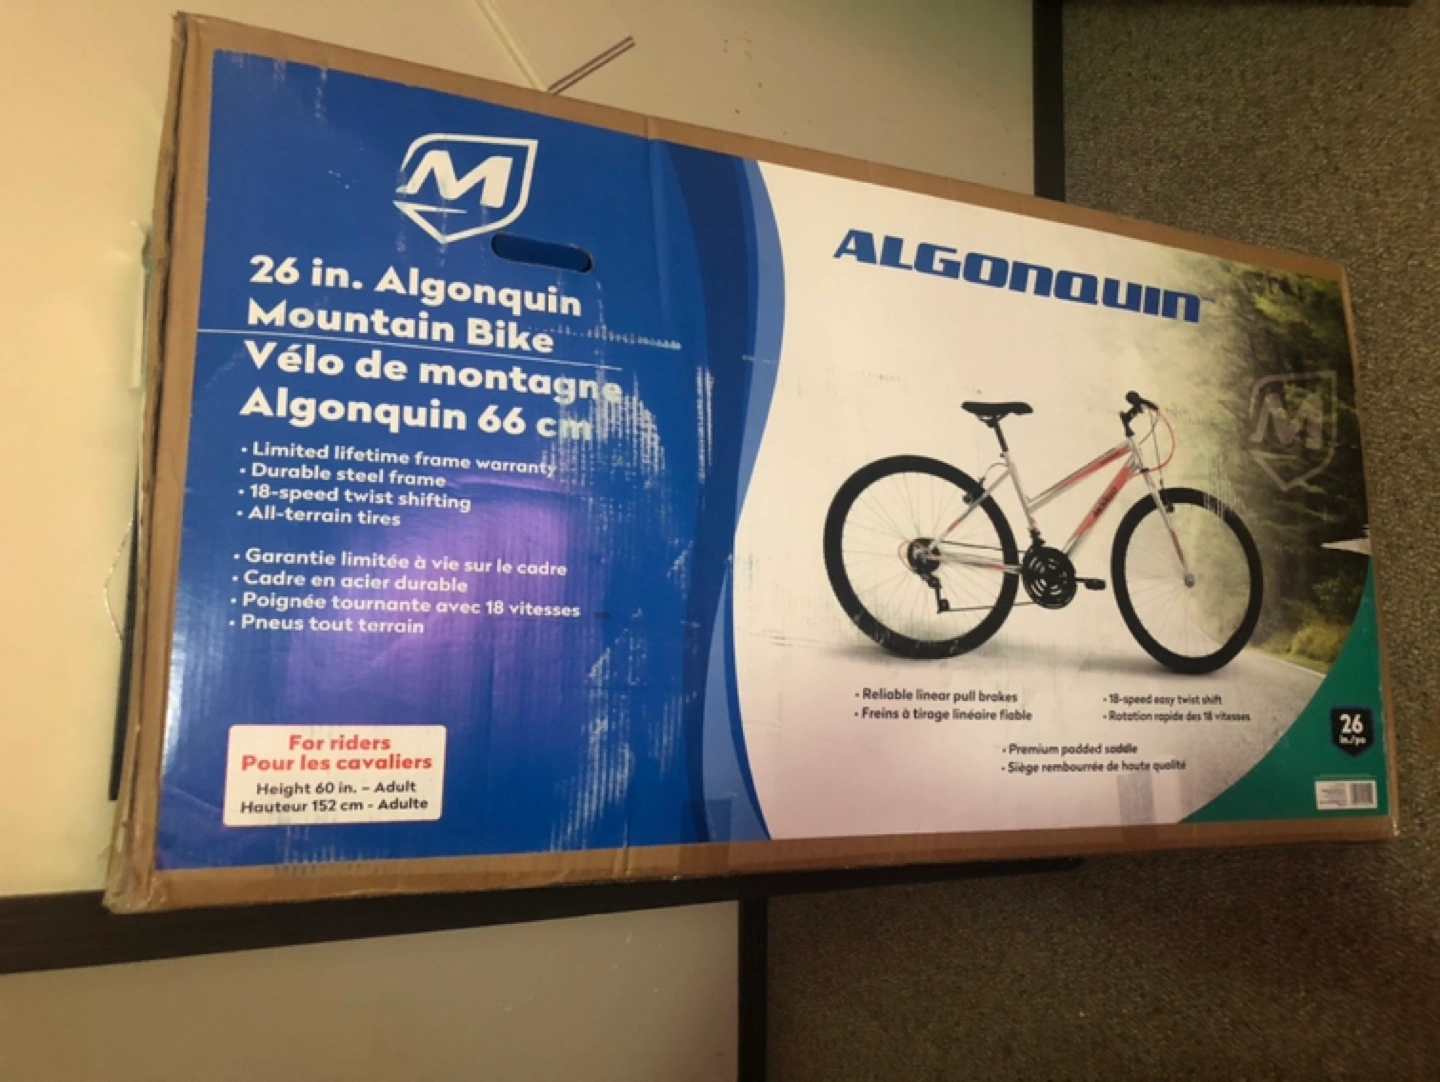 M
26 in. Algonquin
Mountain Bike
Vélo de montagne
Algonquin 66 cm
• Limited lifetime frame warranty
• Durable steel frame
• 18-speed twist shifting
• All-terrain tires
• Garantie limitée à vie sur le cadre
• Cadre en acier durable
• Poignée tournante avec 18 vitesses
• Pneus tout terrain
For riders
Pour les cavaliers
Height 60 in. – Adult
Hauteur 152 cm - Adulte
ALGONQUIN
M
• Reliable linear pull brakes
• Freins à tirage linéaire fiable
• 18-speed easy twist shift
• Rotation rapide des 18 vitesses
• Premium padded saddle
• Siège rembourrée de haute qualité
26
in./po